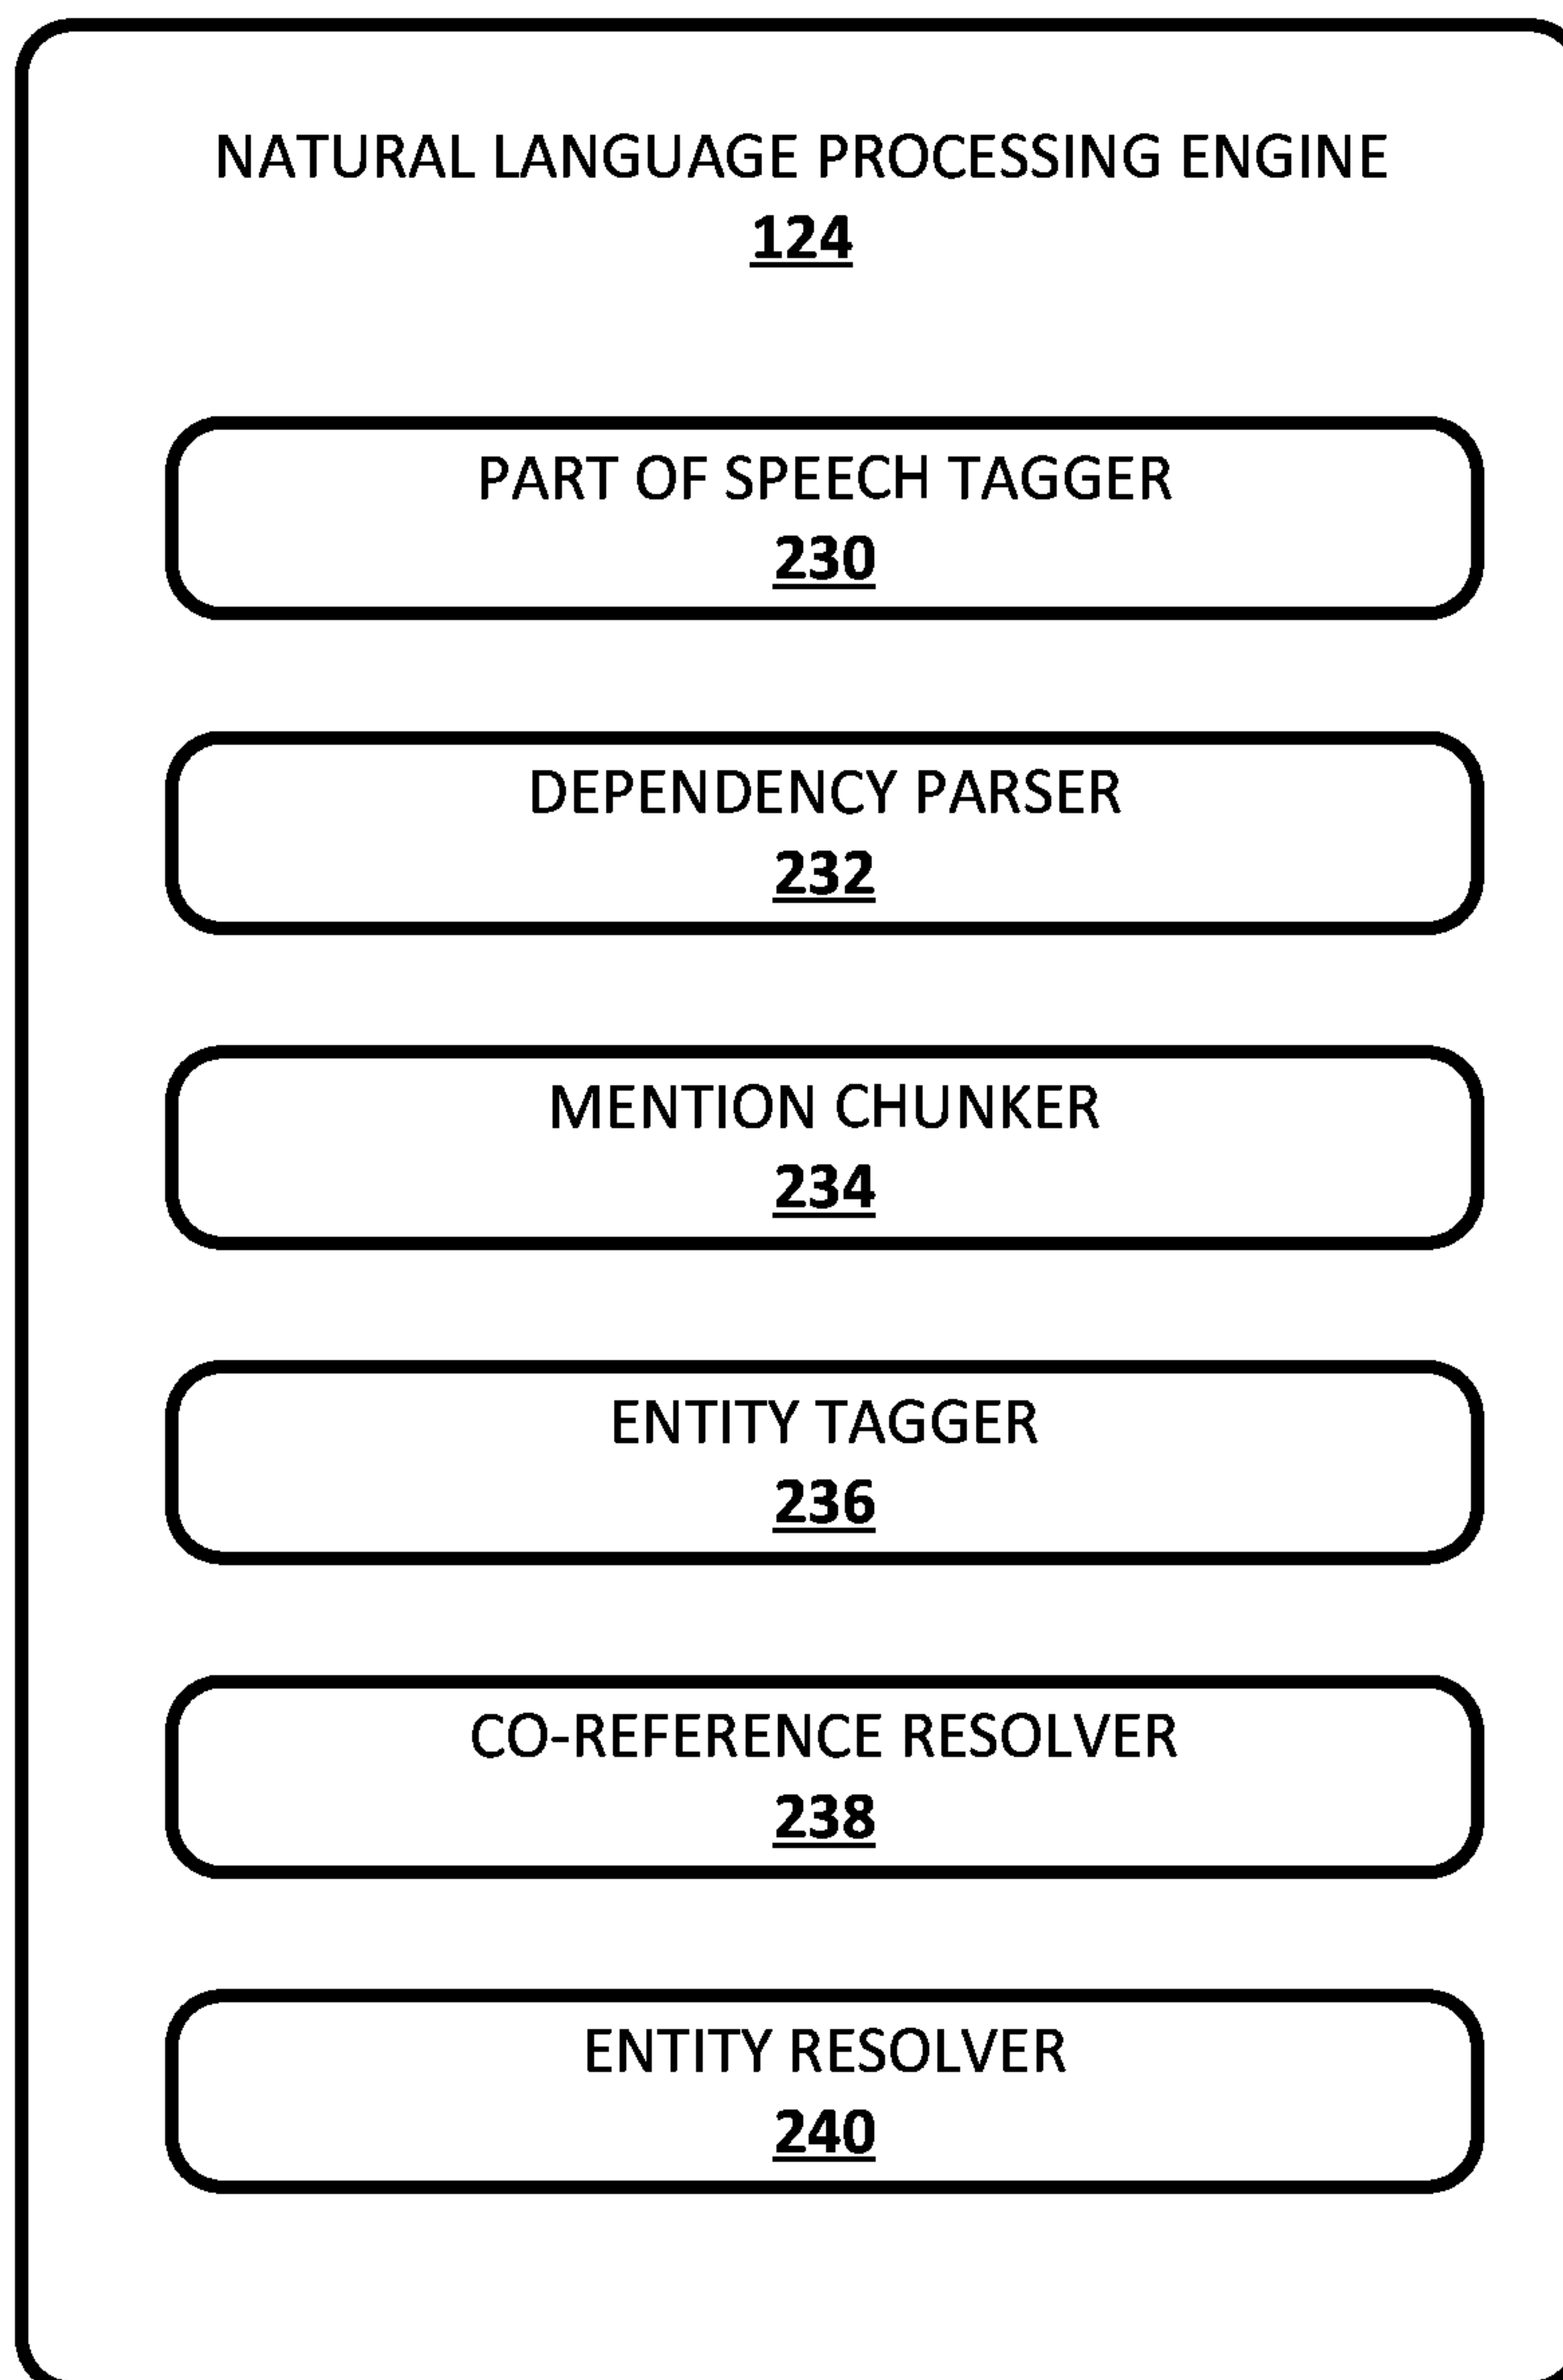 NATURAL LANGUAGE PROCESSING ENGINE
124
PART OF SPEECH TAGGER
230
DEPENDENCY PARSER
232
MENTION CHUNKER
234
ENTITY TAGGER
236
CO-REFERENCE RESOLVER
238
ENTITY RESOLVER
240